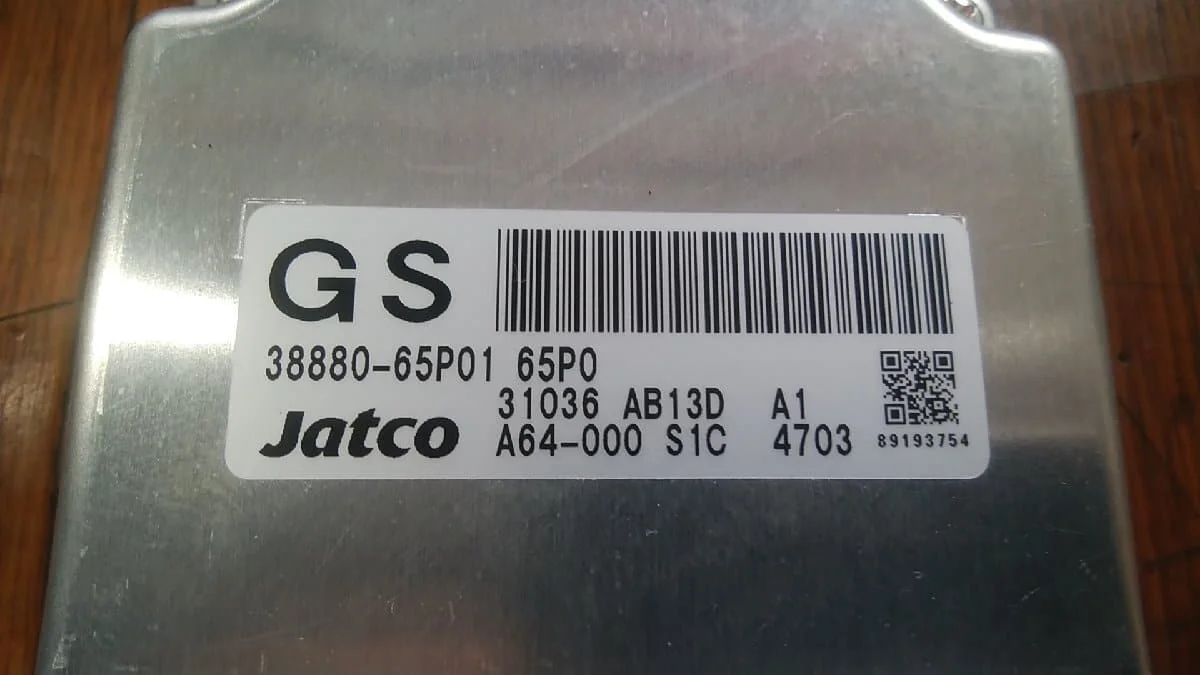 GS
38880-65P01 65P0
31036 AB13D A1
Jatco A64-000 S1C 4703
89193754